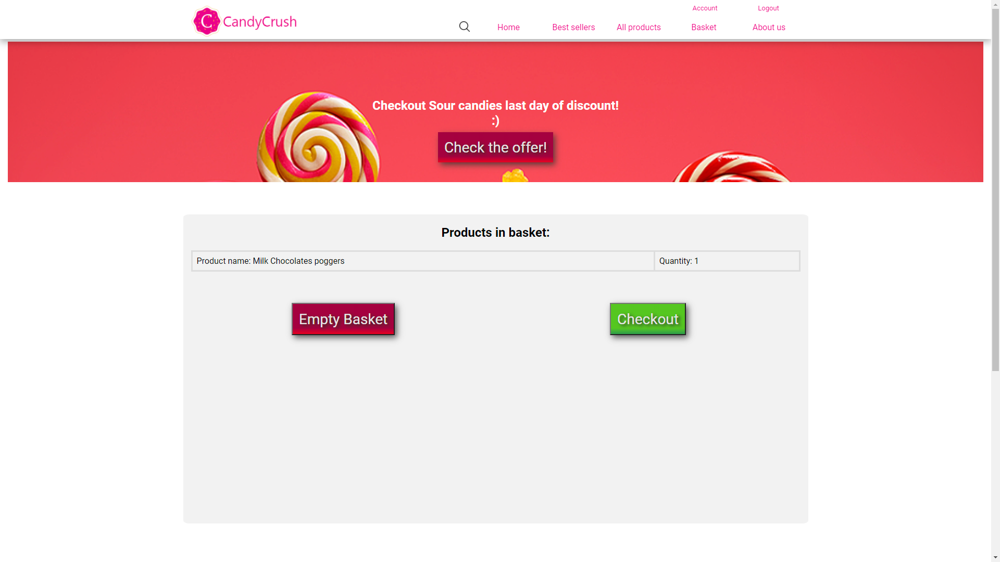 Account Logout
C CandyCrush
Home Best sellers All products Basket About us
Checkout Sour candies last day of discount!
:)
Check the offer!
Products in basket:
Product name: Milk Chocolates poggers Quantity: 1
Empty Basket Checkout